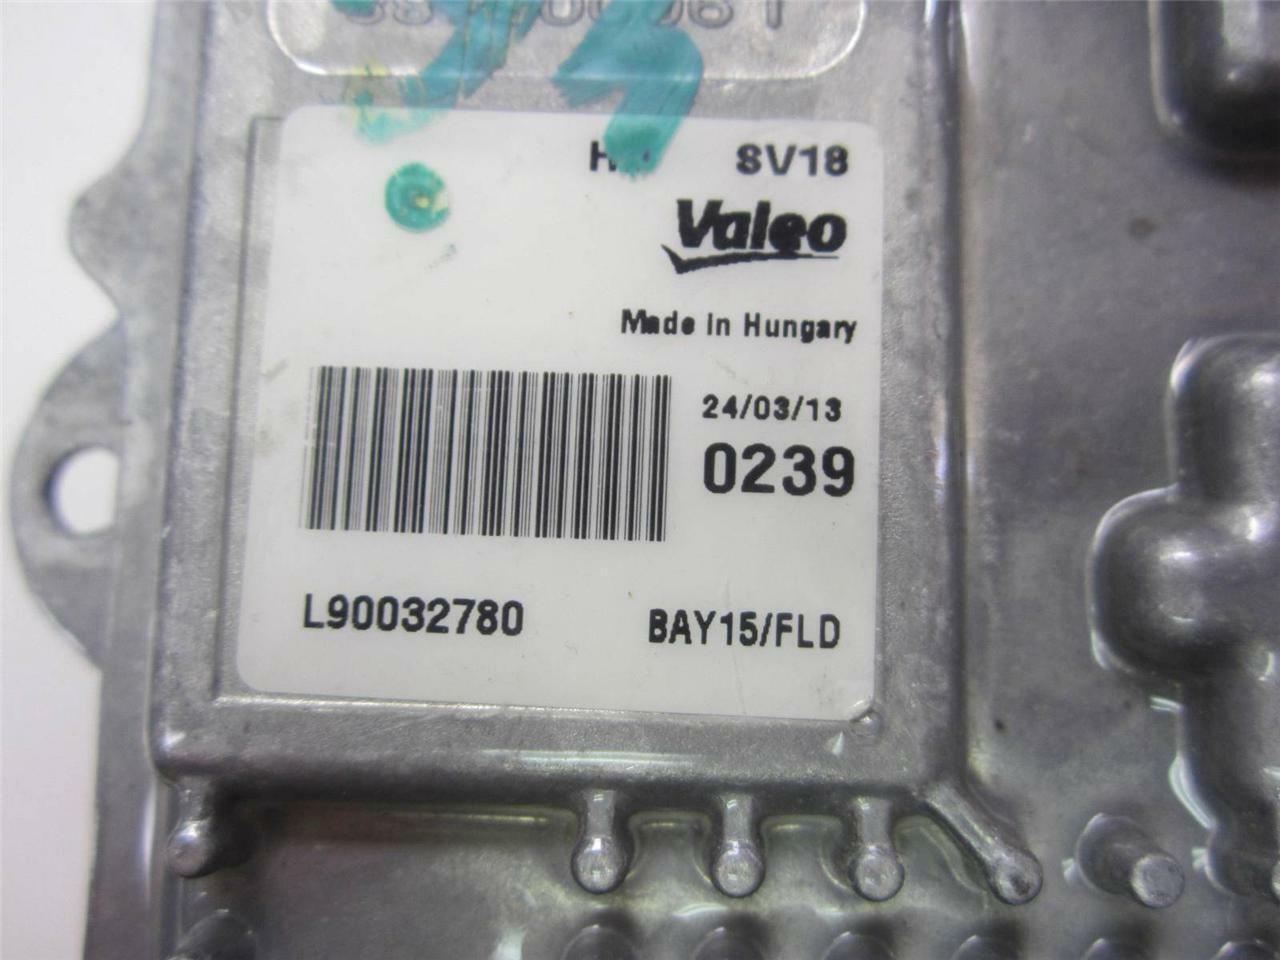 SV18
Valeo
Made in Hungary
24/03/13
0239
L90032780 BAY15/FLD